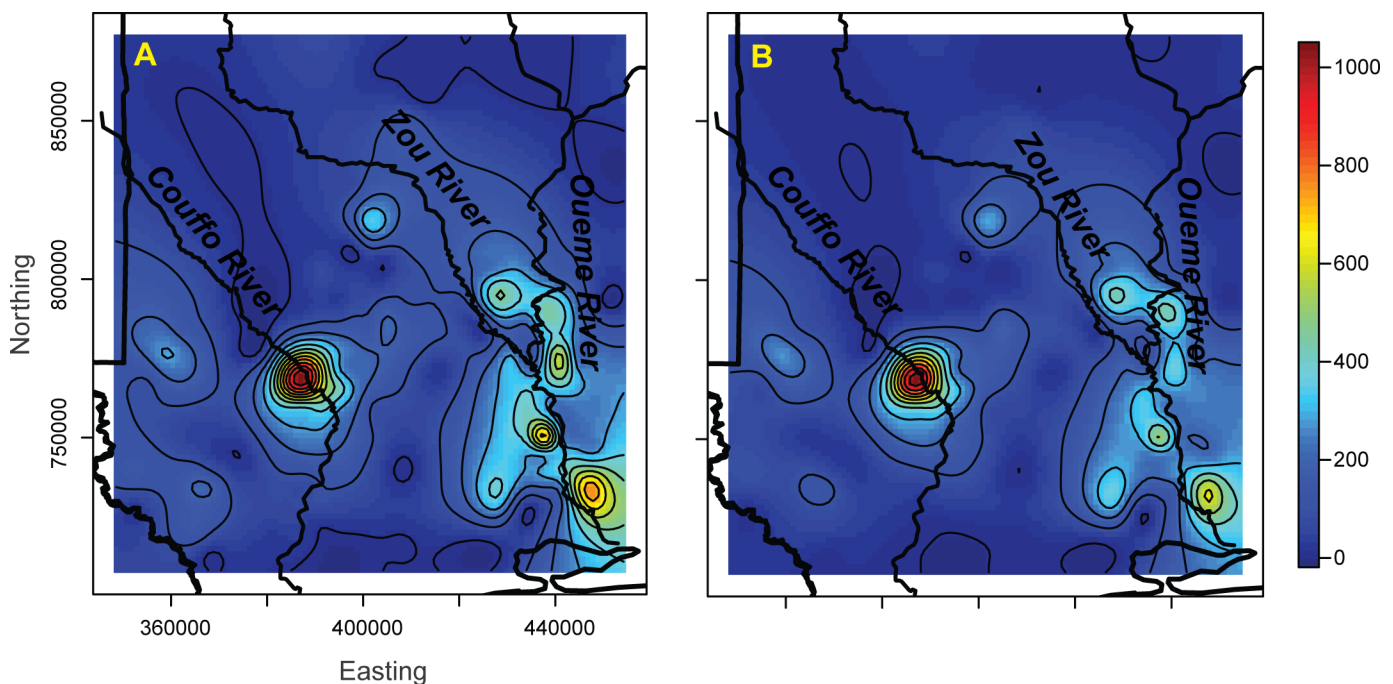 A
Zou River
Couffo River
Oueme River
B
Zou River
Couffo River
Oueme River
1000
800
600
400
200
0
8500000
800000
750000
Northing
360000
400000
440000
Easting